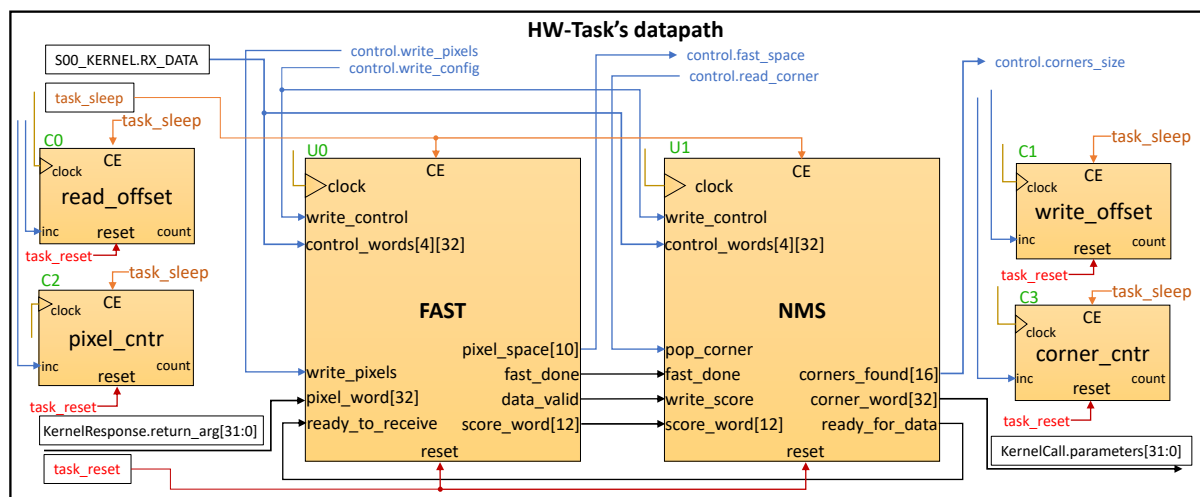 HW-Task's datapath
S00_KERNEL.RX_DATA
control.write_pixels
control.write_config
control.fast_space
control.read_corner
control.corners_size
task_sleep
C0
task_sleep
CE
clock
read_offset
inc
reset
count
task_reset
C2
task_sleep
CE
clock
pixel_cntr
inc
count
reset
task_reset
KernelResponse.return_arg[31:0]
task_reset
U0
CE
clock
write_control
control_words[4][32]
FAST
pixel_space[10]
write_pixels
fast_done
pixel_word[32]
data_valid
ready_to_receive
score_word[12]
reset
U1
CE
clock
write_control
control_words[4][32]
NMS
pop_corner
fast_done
corners_found[16]
write_score
corner_word[32]
score_word[12]
ready_for_data
reset
C1
task_sleep
CE
clock
write_offset
inc
count
reset
task_reset
C3
task_sleep
CE
clock
corner_cntr
inc
count
reset
task_reset
KernelCall.parameters[31:0]